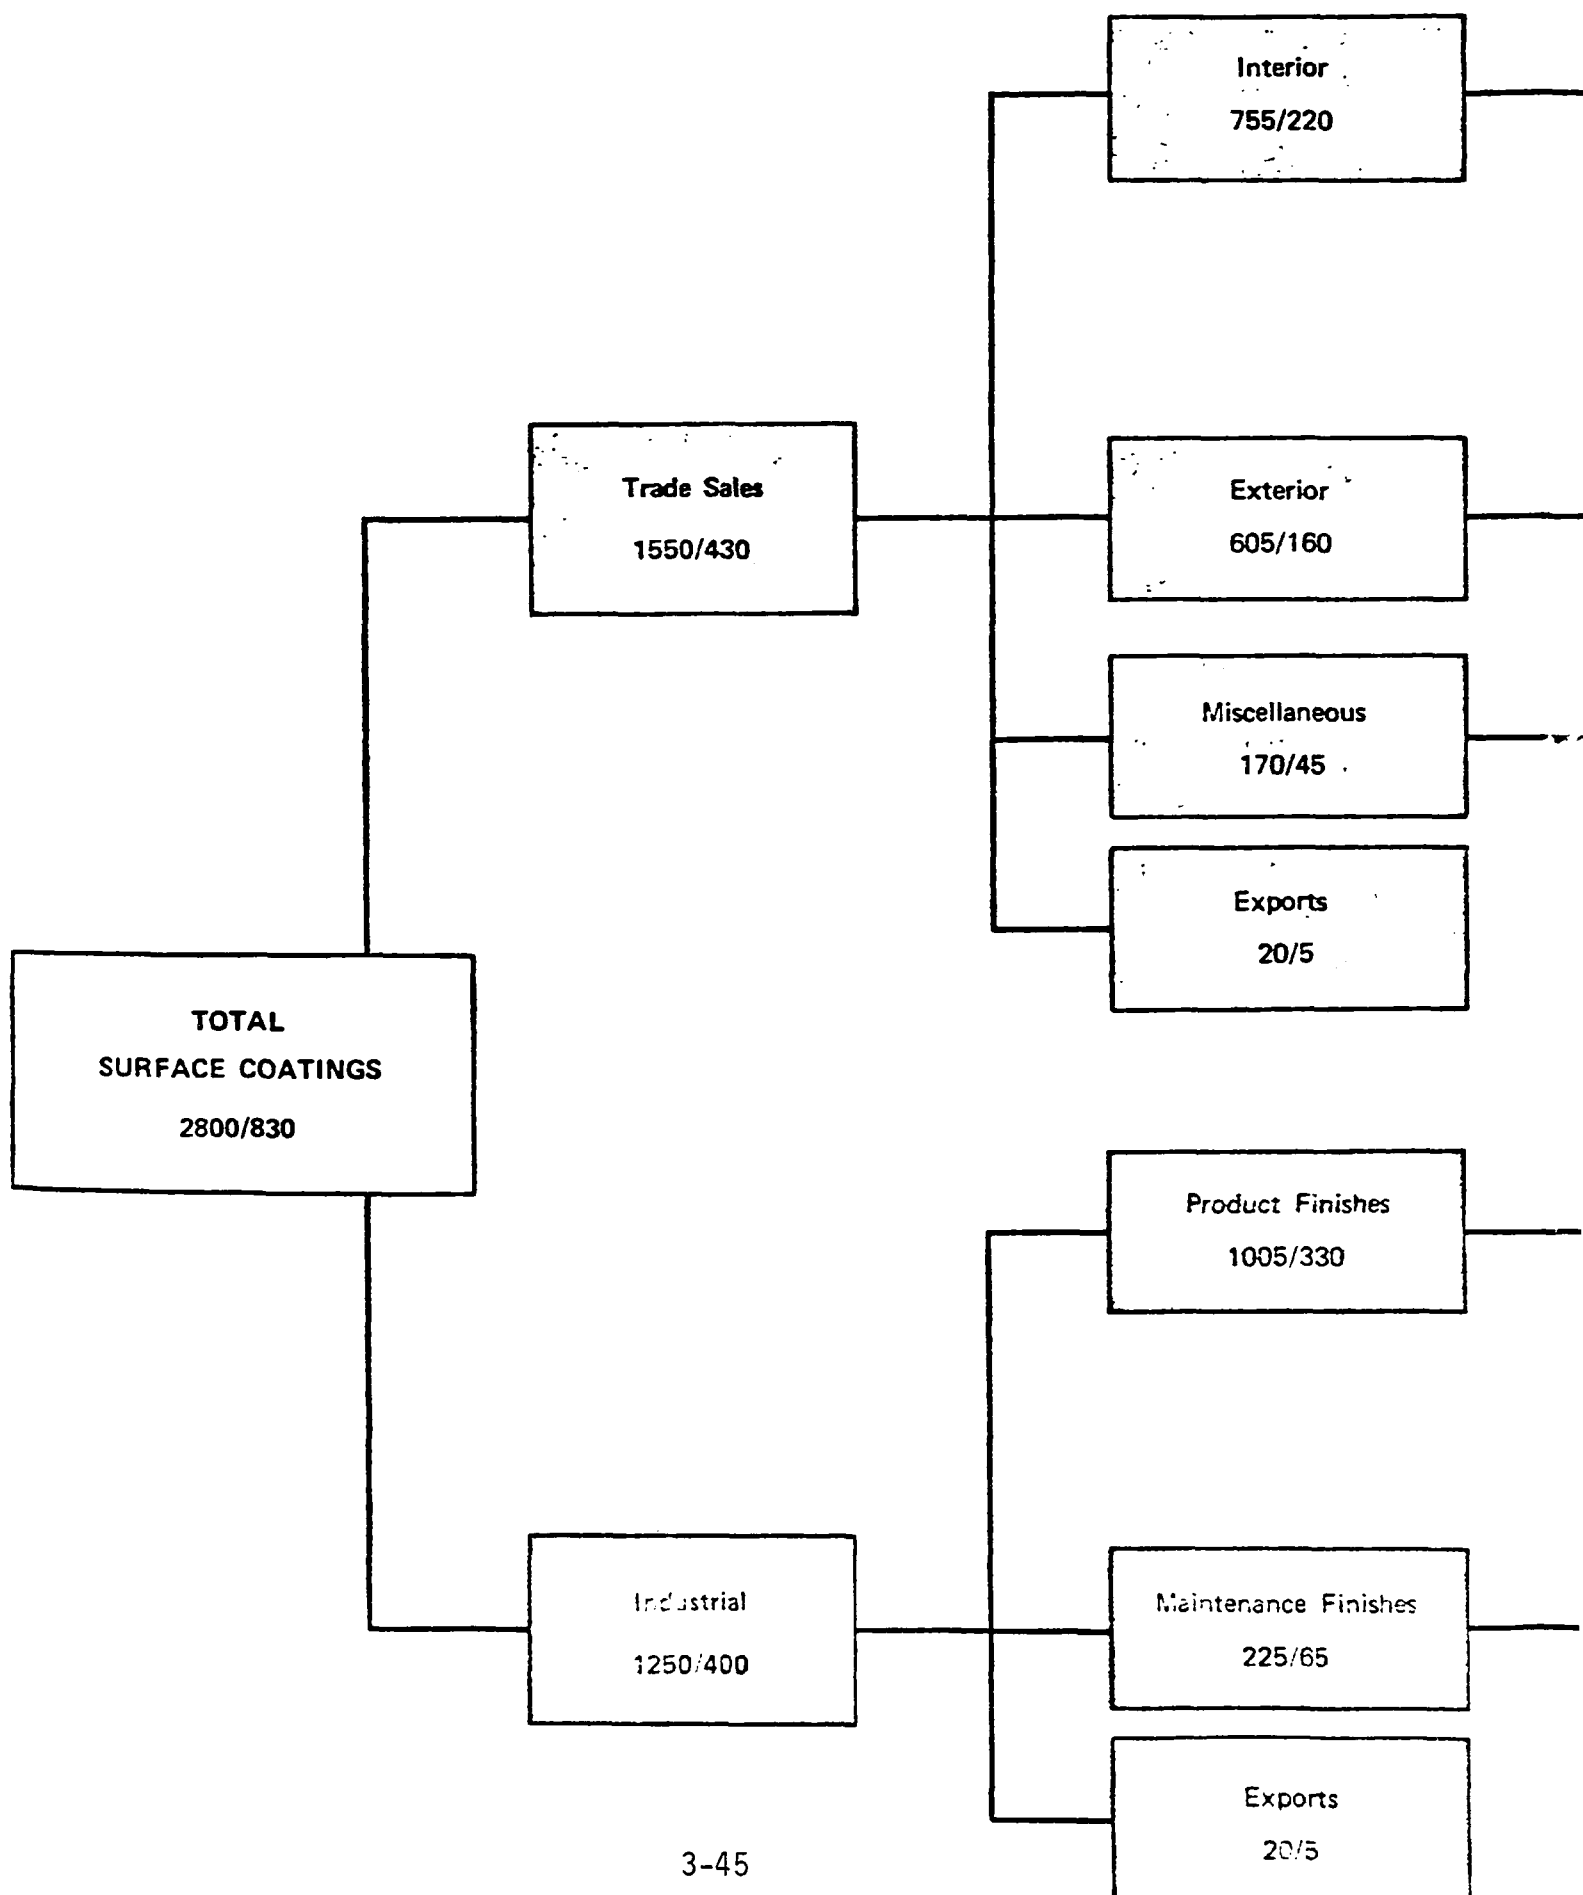 Interior
755/220
Trade Sales
1550/430
Exterior
605/160
Miscellaneous
170/45
Exports
20/5
TOTAL
SURFACE COATINGS
2800/830
Product Finishes
1005/330
Industrial
1250/400
Maintenance Finishes
225/65
Exports
20/5
3-45